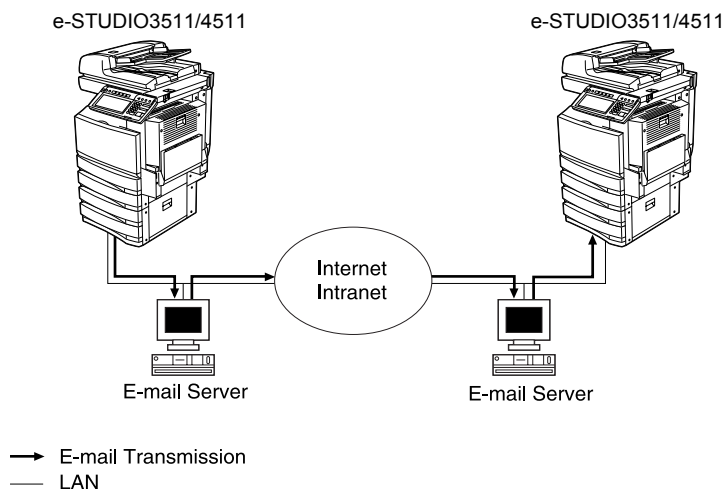 e-STUDIO3511/4511
e-STUDIO3511/4511
Internet
Intranet
E-mail Server
E-mail Server
E-mail Transmission
LAN